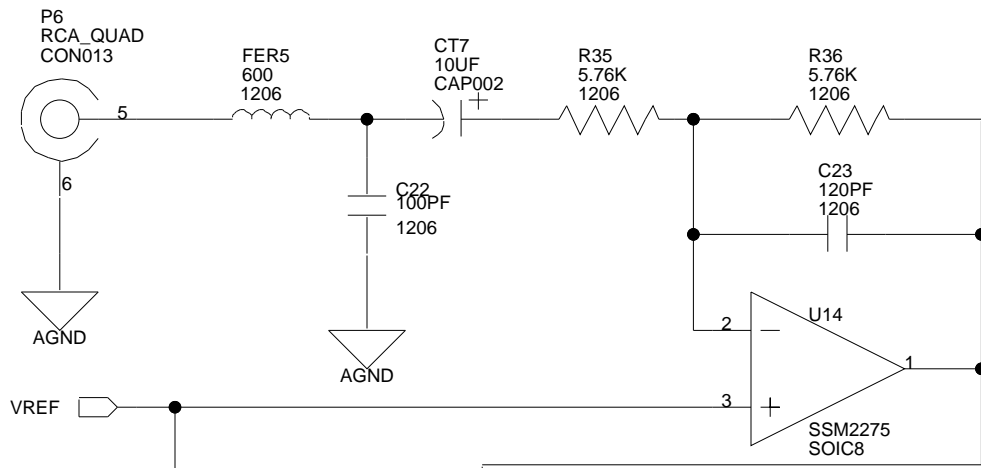 P6
RCA_QUAD
CON013
5
6
AGND
FER5
600
1206
CT7
10UF
CAP002
+
C22
100PF
1206
AGND
R35
5.76K
1206
R36
5.76K
1206
C23
120PF
1206
U14
2
−
1
3
+
SSM2275
SOIC8
VREF